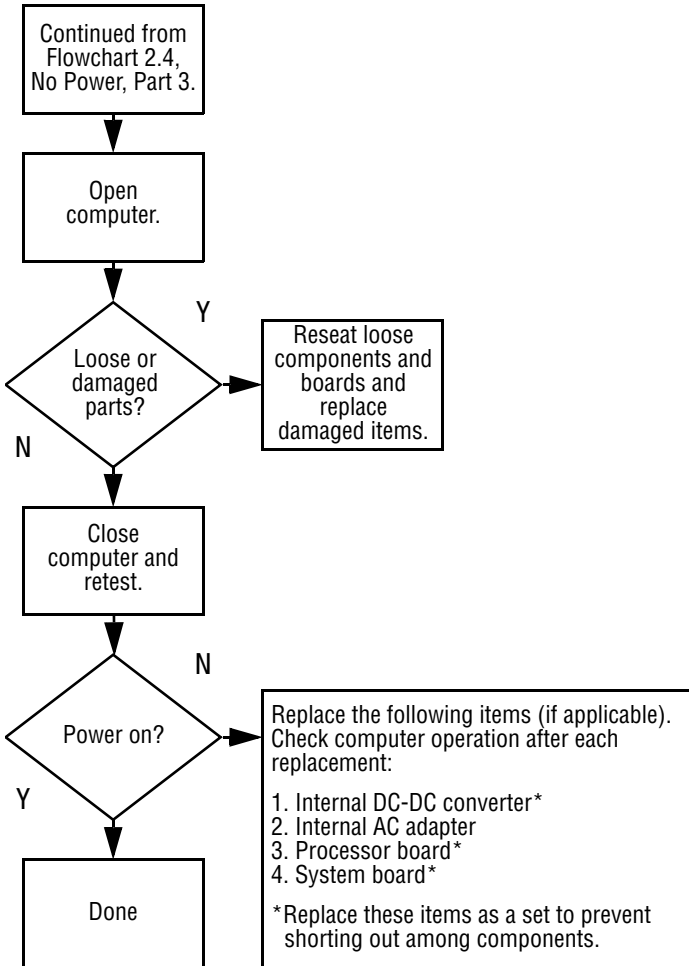 Continued from
Flowchart 2.4,
No Power, Part 3.
Open
computer.
Y
Loose or
damaged
parts?
Reseat loose
components and
boards and
replace
damaged items.
N
Close
computer and
retest.
N
Power on?
Replace the following items (if applicable).
Check computer operation after each
replacement:
1. Internal DC-DC converter*
2. Internal AC adapter
3. Processor board*
4. System board*
*Replace these items as a set to prevent
shorting out among components.
Y
Done